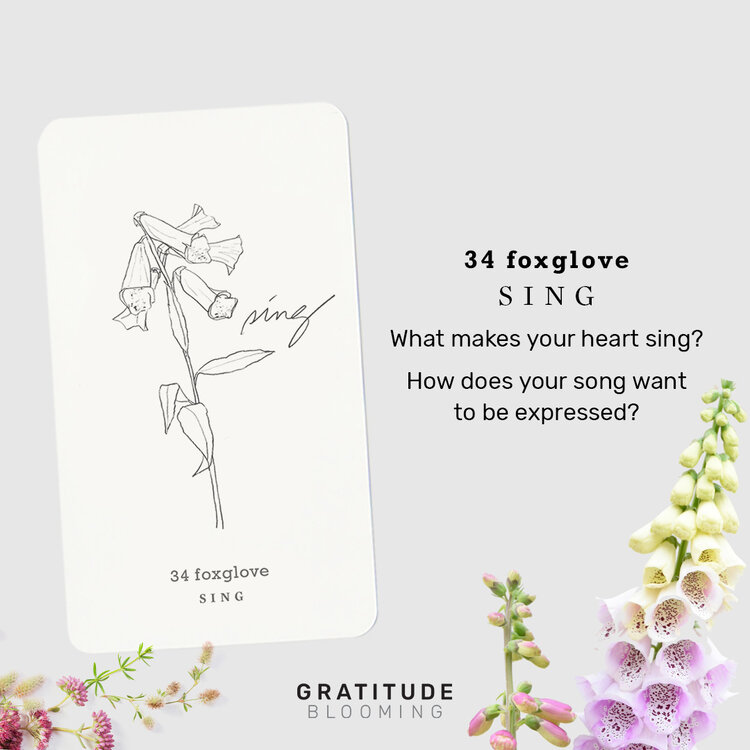 sing
34 foxglove
SING
34 foxglove
SING
What makes your heart sing?
How does your song want
to be expressed?
GRATITUDE
BLOOMING